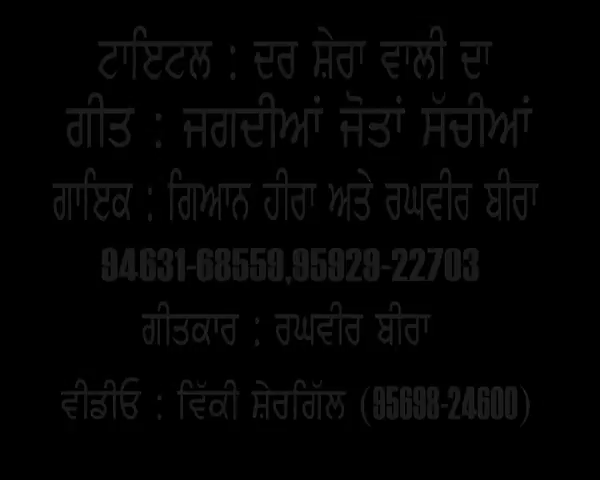 ਟਾਇਟਲ : ਦਰ ਸ਼ੇਰਾ ਵਾਲੀ ਦਾ
ਗੀਤ : ਜਗਦੀਆਂ ਜੋਤਾਂ ਸੱਚੀਆਂ
ਗਾਇਕ : ਗਿਆਨ ਹੀਰਾ ਅਤੇ ਰਘਵੀਰ ਬੀਰਾ
94631-68559,95929-22703
ਗੀਤਕਾਰ : ਰਘਵੀਰ ਬੀਰਾ
ਵੀਡੀਓ : ਵਿੱਕੀ ਸ਼ੇਰਗਿੱਲ (95698-24600)